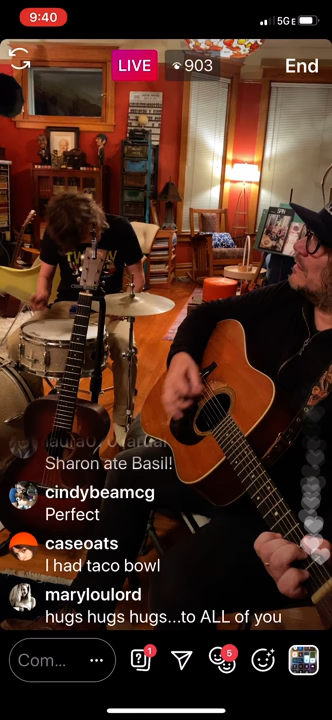 9:40
5GE
LIVE
903
End
Sharon ate Basil!
cindybeamcg
Perfect
caseoats
I had taco bowl
maryloulord
hugs hugs hugs...to ALL of you
Com...
1
5